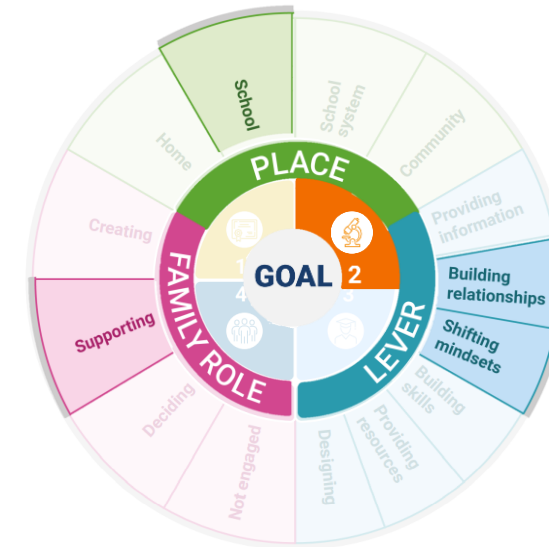 School
School
system
Community
Home
Providing
information
Creating
Building
relationships
Supporting
Shifting
mindsets
Deciding
Building
skills
Not engaged
Designing
Providing
resources
PLACE
FAMILY ROLE
LEVER
GOAL
1
2
3
4